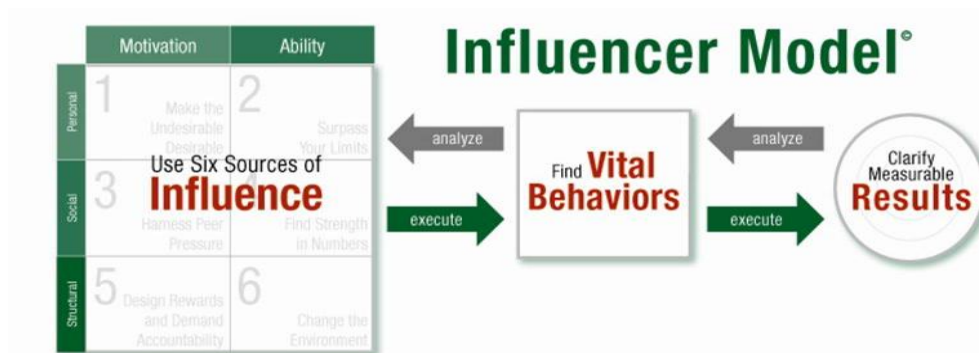 Influencer Model©
Motivation
Ability
Personal
Social
Structural
1
Make the
Undesirable
Desirable
2
Surpass
Your Limits
Use Six Sources of
Influence
3
Harness Peer
Pressure
Find Strength
in Numbers
5
Design Rewards
and Demand
Accountability
6
Change the
Environment
analyze
execute
Find Vital
Behaviors
analyze
execute
Clarify
Measurable
Results